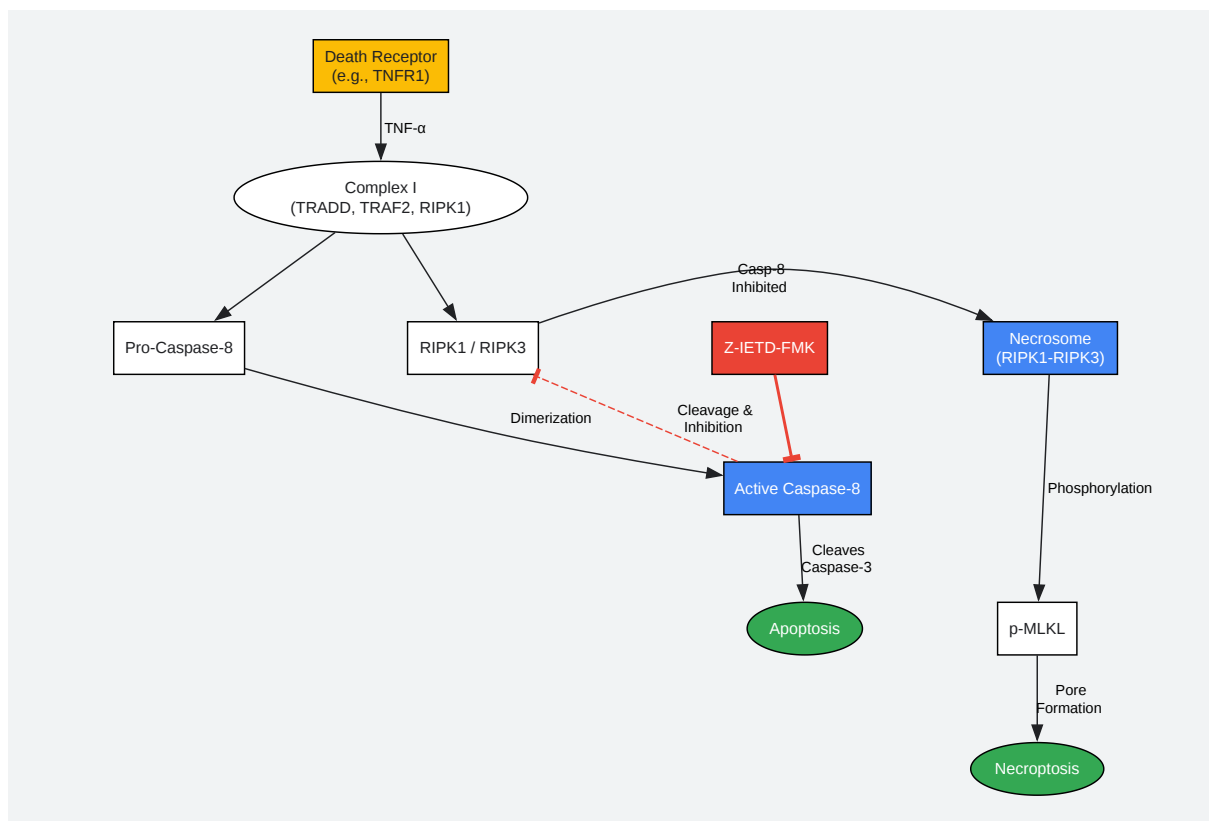 Death Receptor
(e.g., TNFR1)
TNF-α
Complex I
(TRADD, TRAF2, RIPK1)
Casp-8
Inhibited
Pro-Caspase-8
RIPK1 / RIPK3
Z-IETD-FMK
Necrosome
(RIPK1-RIPK3)
Dimerization
Cleavage &
Inhibition
Active Caspase-8
Phosphorylation
Cleaves
Caspase-3
Apoptosis
p-MLKL
Pore
Formation
Necroptosis